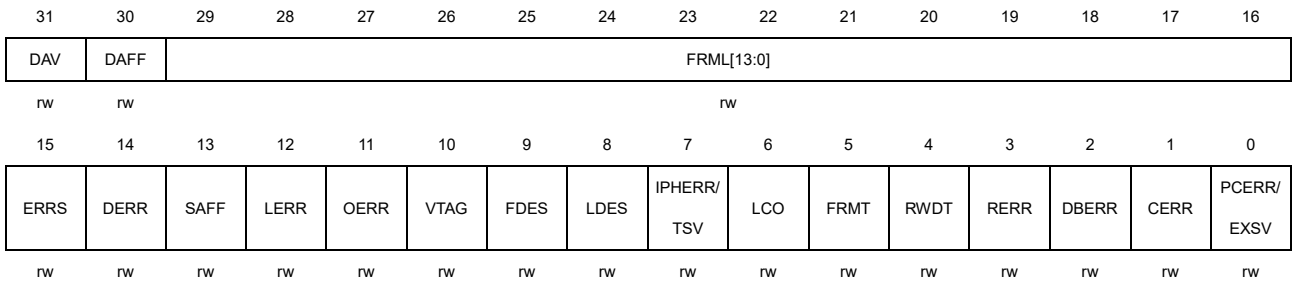 31 30 29 28 27 26 25 24 23 22 21 20 19 18 17 16
DAV DAFF FRML[13:0]
rw rw rw
15 14 13 12 11 10 9 8 7 6 5 4 3 2 1 0
ERRS DERR SAFF LERR OERR VTAG FDES LDES IPHERR/ TSV LCO FRMT RWDT RERR DBERR CERR PCERR/ EXSV
rw rw rw rw rw rw rw rw rw rw rw rw rw rw rw rw